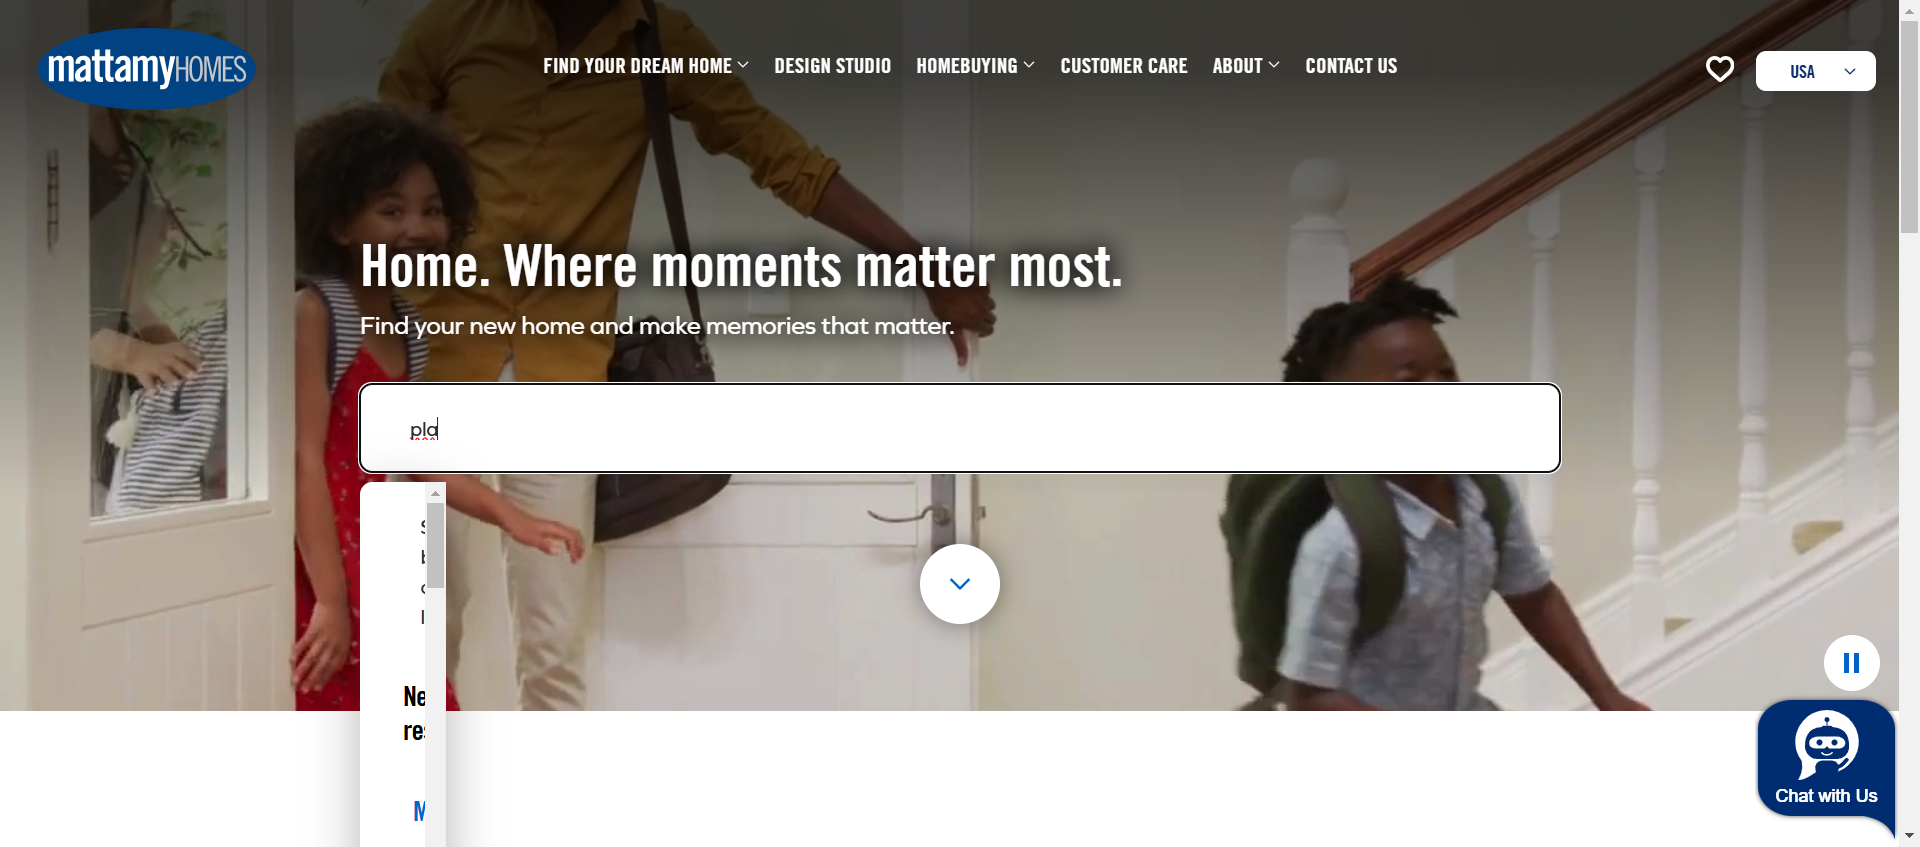 mattamyHOMES
FIND YOUR DREAM HOME
DESIGN STUDIO
HOMEBUYING
CUSTOMER CARE
ABOUT
CONTACT US
USA
Home. Where moments matter most.
Find your new home and make memories that matter.
pla
Ne
M
Chat with Us